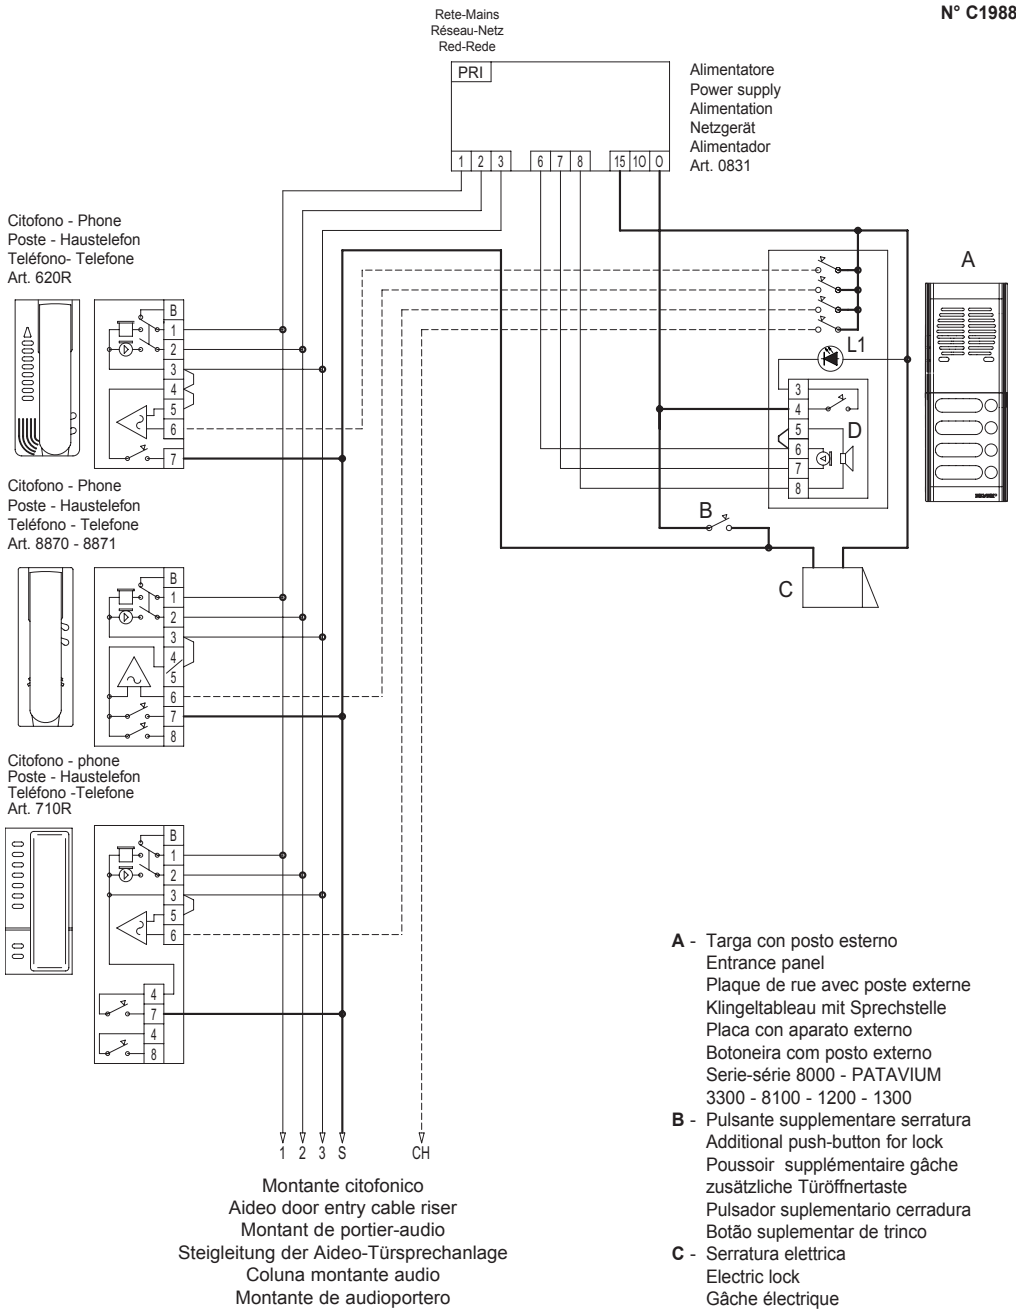 N° C1988
Rete-Mains
Réseau-Netz
Red-Rede
PRI
Alimentatore
Power supply
Alimentation
Netzgerät
Alimentador
Art. 0831
1 2 3 6 7 8 15 10 0
Citofono - Phone
Poste - Haustelefon
Teléfono- Telefone
Art. 620R
B
1
2
3
4
5
6
7
A
L1
3
4
5
6
7
8
D
B
C
Citofono - Phone
Poste - Haustelefon
Teléfono - Telefone
Art. 8870 - 8871
B
1
2
3
4
5
6
7
8
Citofono - phone
Poste - Haustelefon
Teléfono -Telefone
Art. 710R
B
1
2
3
5
6
4
7
4
8
1 2 3 S CH
Montante citofonico
Aideo door entry cable riser
Montant de portier-audio
Steigleitung der Aideo-Türsprechanlage
Coluna montante audio
Montante de audioportero
A - Targa con posto esterno
Entrance panel
Plaque de rue avec poste externe
Klingeltableau mit Sprechstelle
Placa con aparato externo
Botoneira com posto externo
Serie-série 8000 - PATAVIUM
3300 - 8100 - 1200 - 1300
B - Pulsante supplementare serratura
Additional push-button for lock
Poussoir supplémentaire gâche
zusätzliche Türöffnertaste
Pulsador suplementario cerradura
Botão suplementar de trinco
C - Serratura elettrica
Electric lock
Gâche électrique